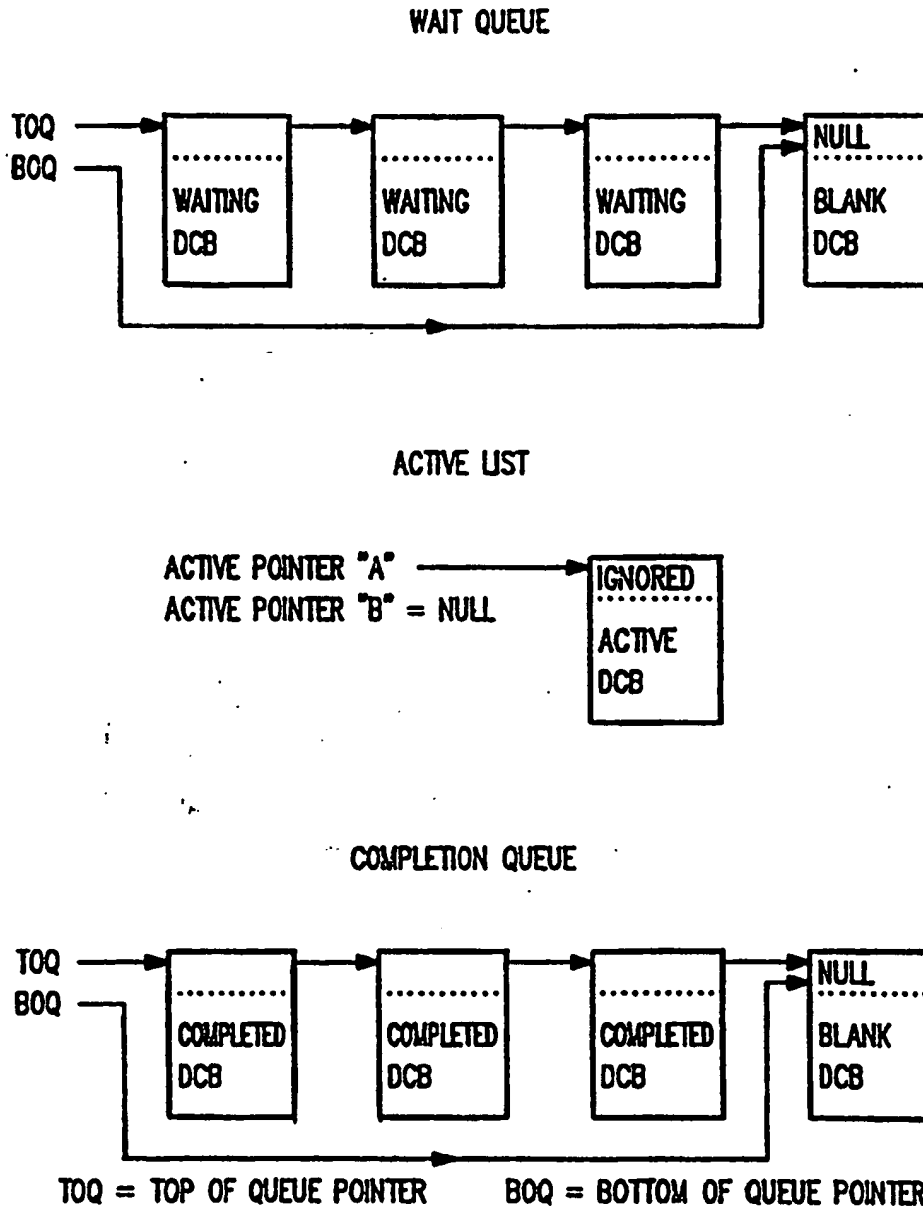 WAIT QUEUE
TOQ
BOQ
WAITING
DCB
WAITING
DCB
WAITING
DCB
NULL
BLANK
DCB
ACTIVE LIST
ACTIVE POINTER "A"
ACTIVE POINTER "B" = NULL
IGNORED
ACTIVE
DCB
COMPLETION QUEUE
TOQ
BOQ
COMPLETED
DCB
COMPLETED
DCB
COMPLETED
DCB
NULL
BLANK
DCB
TOQ = TOP OF QUEUE POINTER BOQ = BOTTOM OF QUEUE POINTER